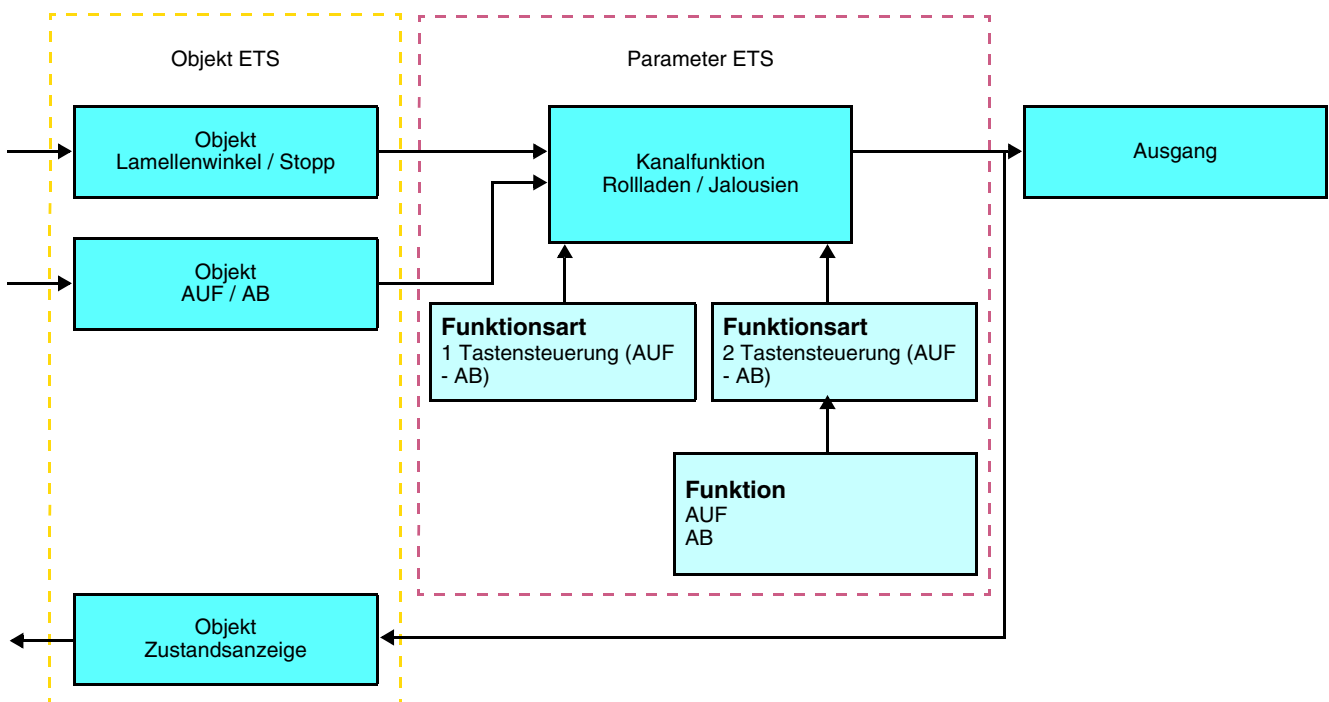 Objekt ETS
Parameter ETS
Objekt
Lamellenwinkel / Stopp
Kanalfunktion
Rollladen / Jalousien
Ausgang
Objekt
AUF / AB
Funktionsart
1 Tastensteuerung (AUF
- AB)
Funktionsart
2 Tastensteuerung (AUF
- AB)
Funktion
AUF
AB
Objekt
Zustandsanzeige